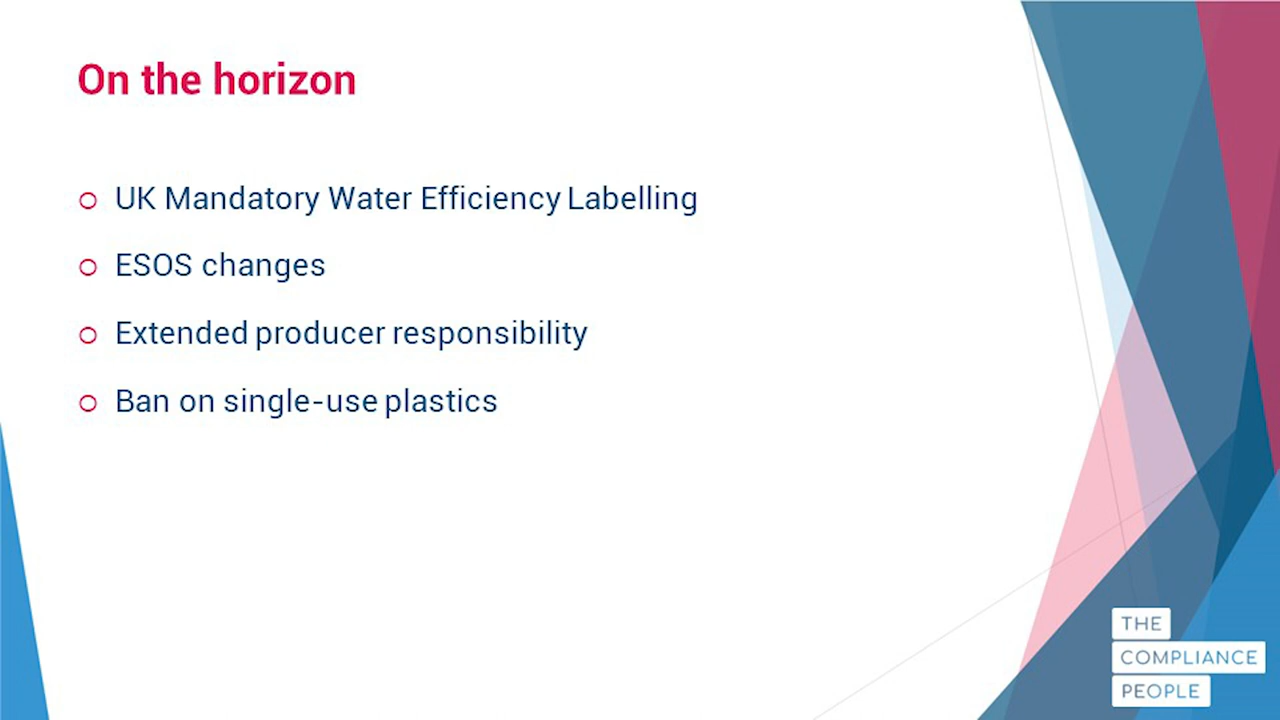 On the horizon
UK Mandatory Water Efficiency Labelling
ESOS changes
Extended producer responsibility
Ban on single-use plastics
THE
COMPLIANCE
PEOPLE